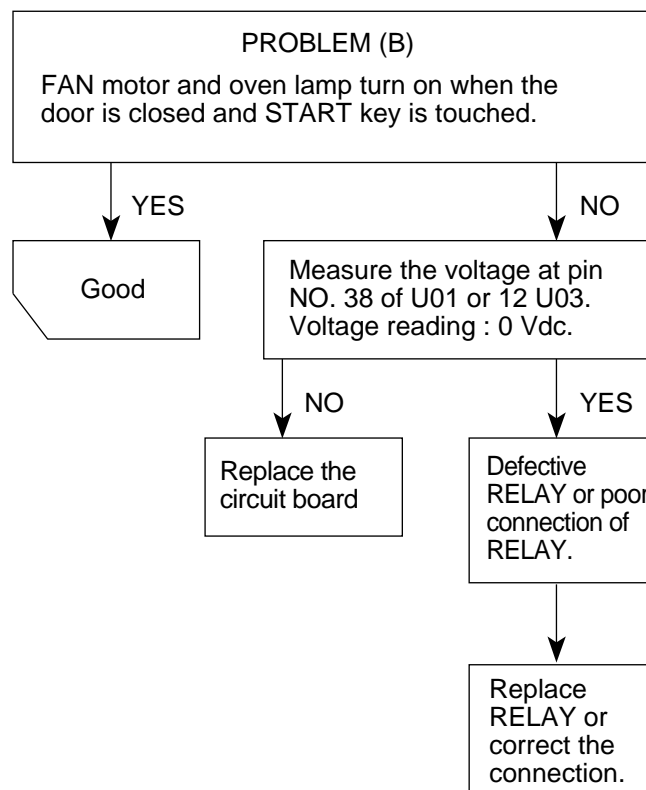 PROBLEM (B)
FAN motor and oven lamp turn on when the
door is closed and START key is touched.
YES
NO
Good
Measure the voltage at pin
NO. 38 of U01 or 12 U03.
Voltage reading : 0 Vdc.
NO
YES
Replace the
circuit board
Defective
RELAY or poor
connection of
RELAY.
Replace
RELAY or
correct the
connection.